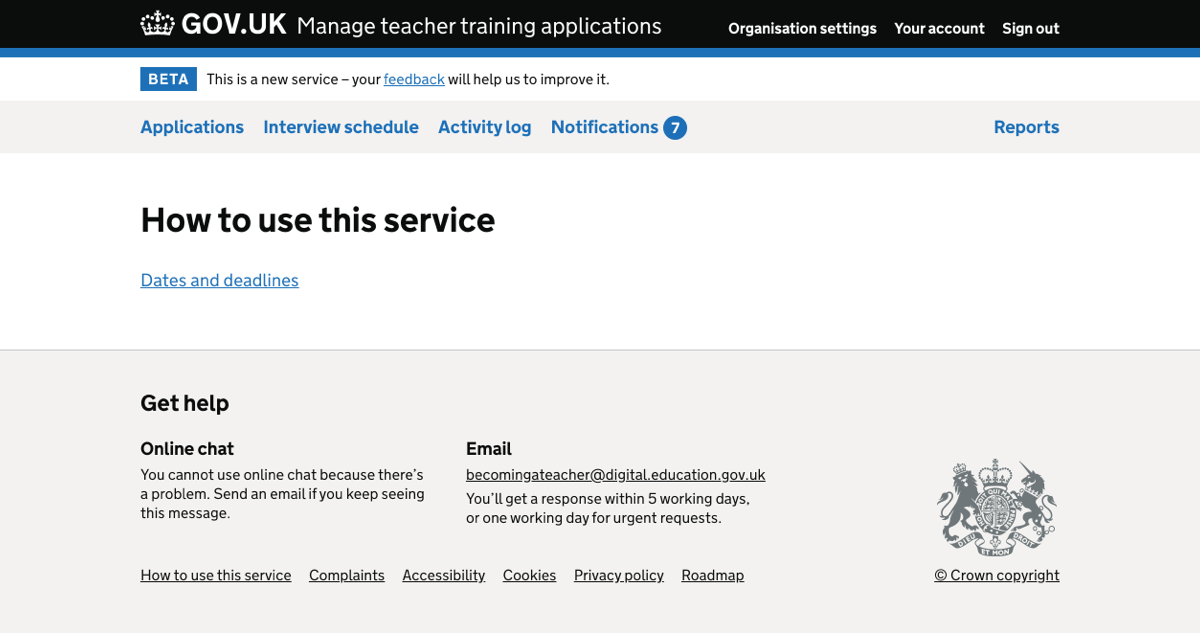 GOV.UK Manage teacher training applications Organisation settings Your account Sign out
BETA This is a new service – your feedback will help us to improve it.
Applications Interview schedule Activity log Notifications 7 Reports
How to use this service
Dates and deadlines
Get help
Online chat
You cannot use online chat because there’s
a problem. Send an email if you keep seeing
this message.
Email
becomingateacher@digital.education.gov.uk
You’ll get a response within 5 working days,
or one working day for urgent requests.
DIEU ET MON DROIT
How to use this service Complaints Accessibility Cookies Privacy policy Roadmap © Crown copyright